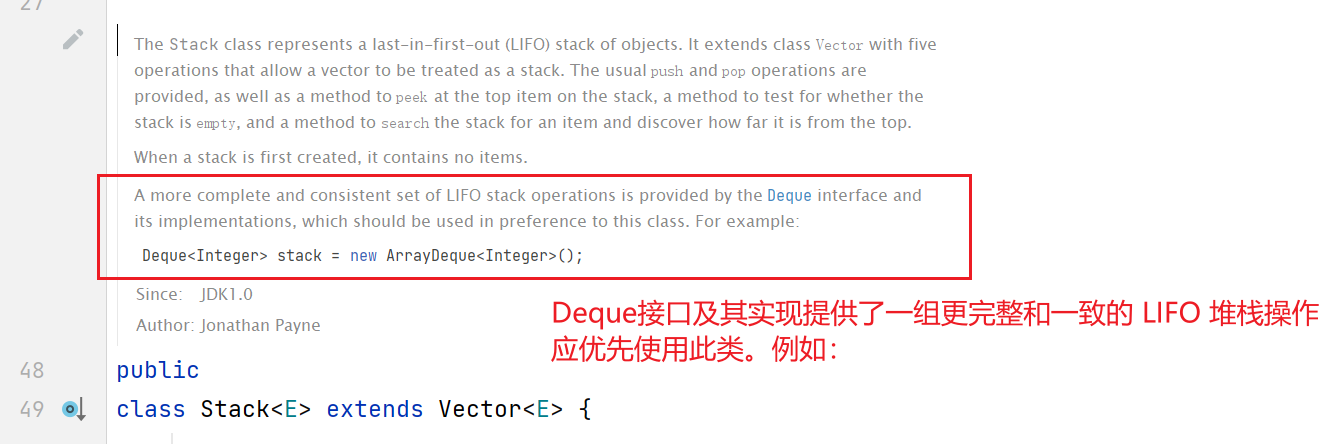 27
The Stack class represents a last-in-first-out (LIFO) stack of objects. It extends class Vector with five
operations that allow a vector to be treated as a stack. The usual push and pop operations are
provided, as well as a method to peek at the top item on the stack, a method to test for whether the
stack is empty, and a method to search the stack for an item and discover how far it is from the top.
When a stack is first created, it contains no items.
A more complete and consistent set of LIFO stack operations is provided by the Deque interface and
its implementations, which should be used in preference to this class. For example:
Deque<Integer> stack = new ArrayDeque<Integer>();
Since: JDK1.0
Author: Jonathan Payne
Deque接口及其实现提供了一组更完整和一致的 LIFO 堆栈操作
应优先使用此类。例如：
48 public
49 class Stack<E> extends Vector<E> {